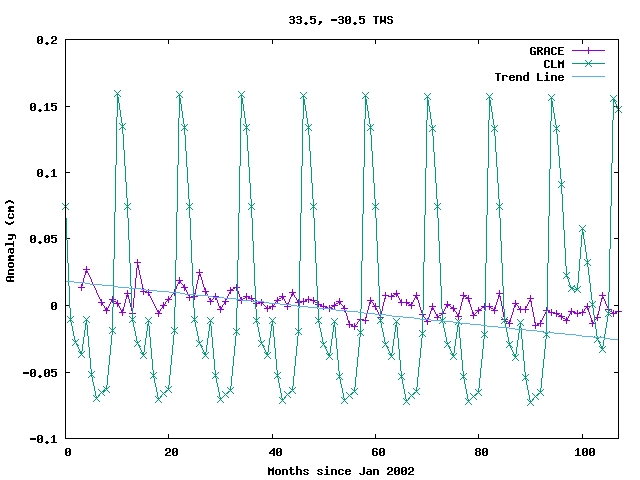 33.5, -30.5 TWS
GRACE
CLM
Trend Line
0.2
0.15
0.1
0.05
0
-0.05
-0.1
Anomaly (cm)
0 20 40 60 80 100
Months since Jan 2002